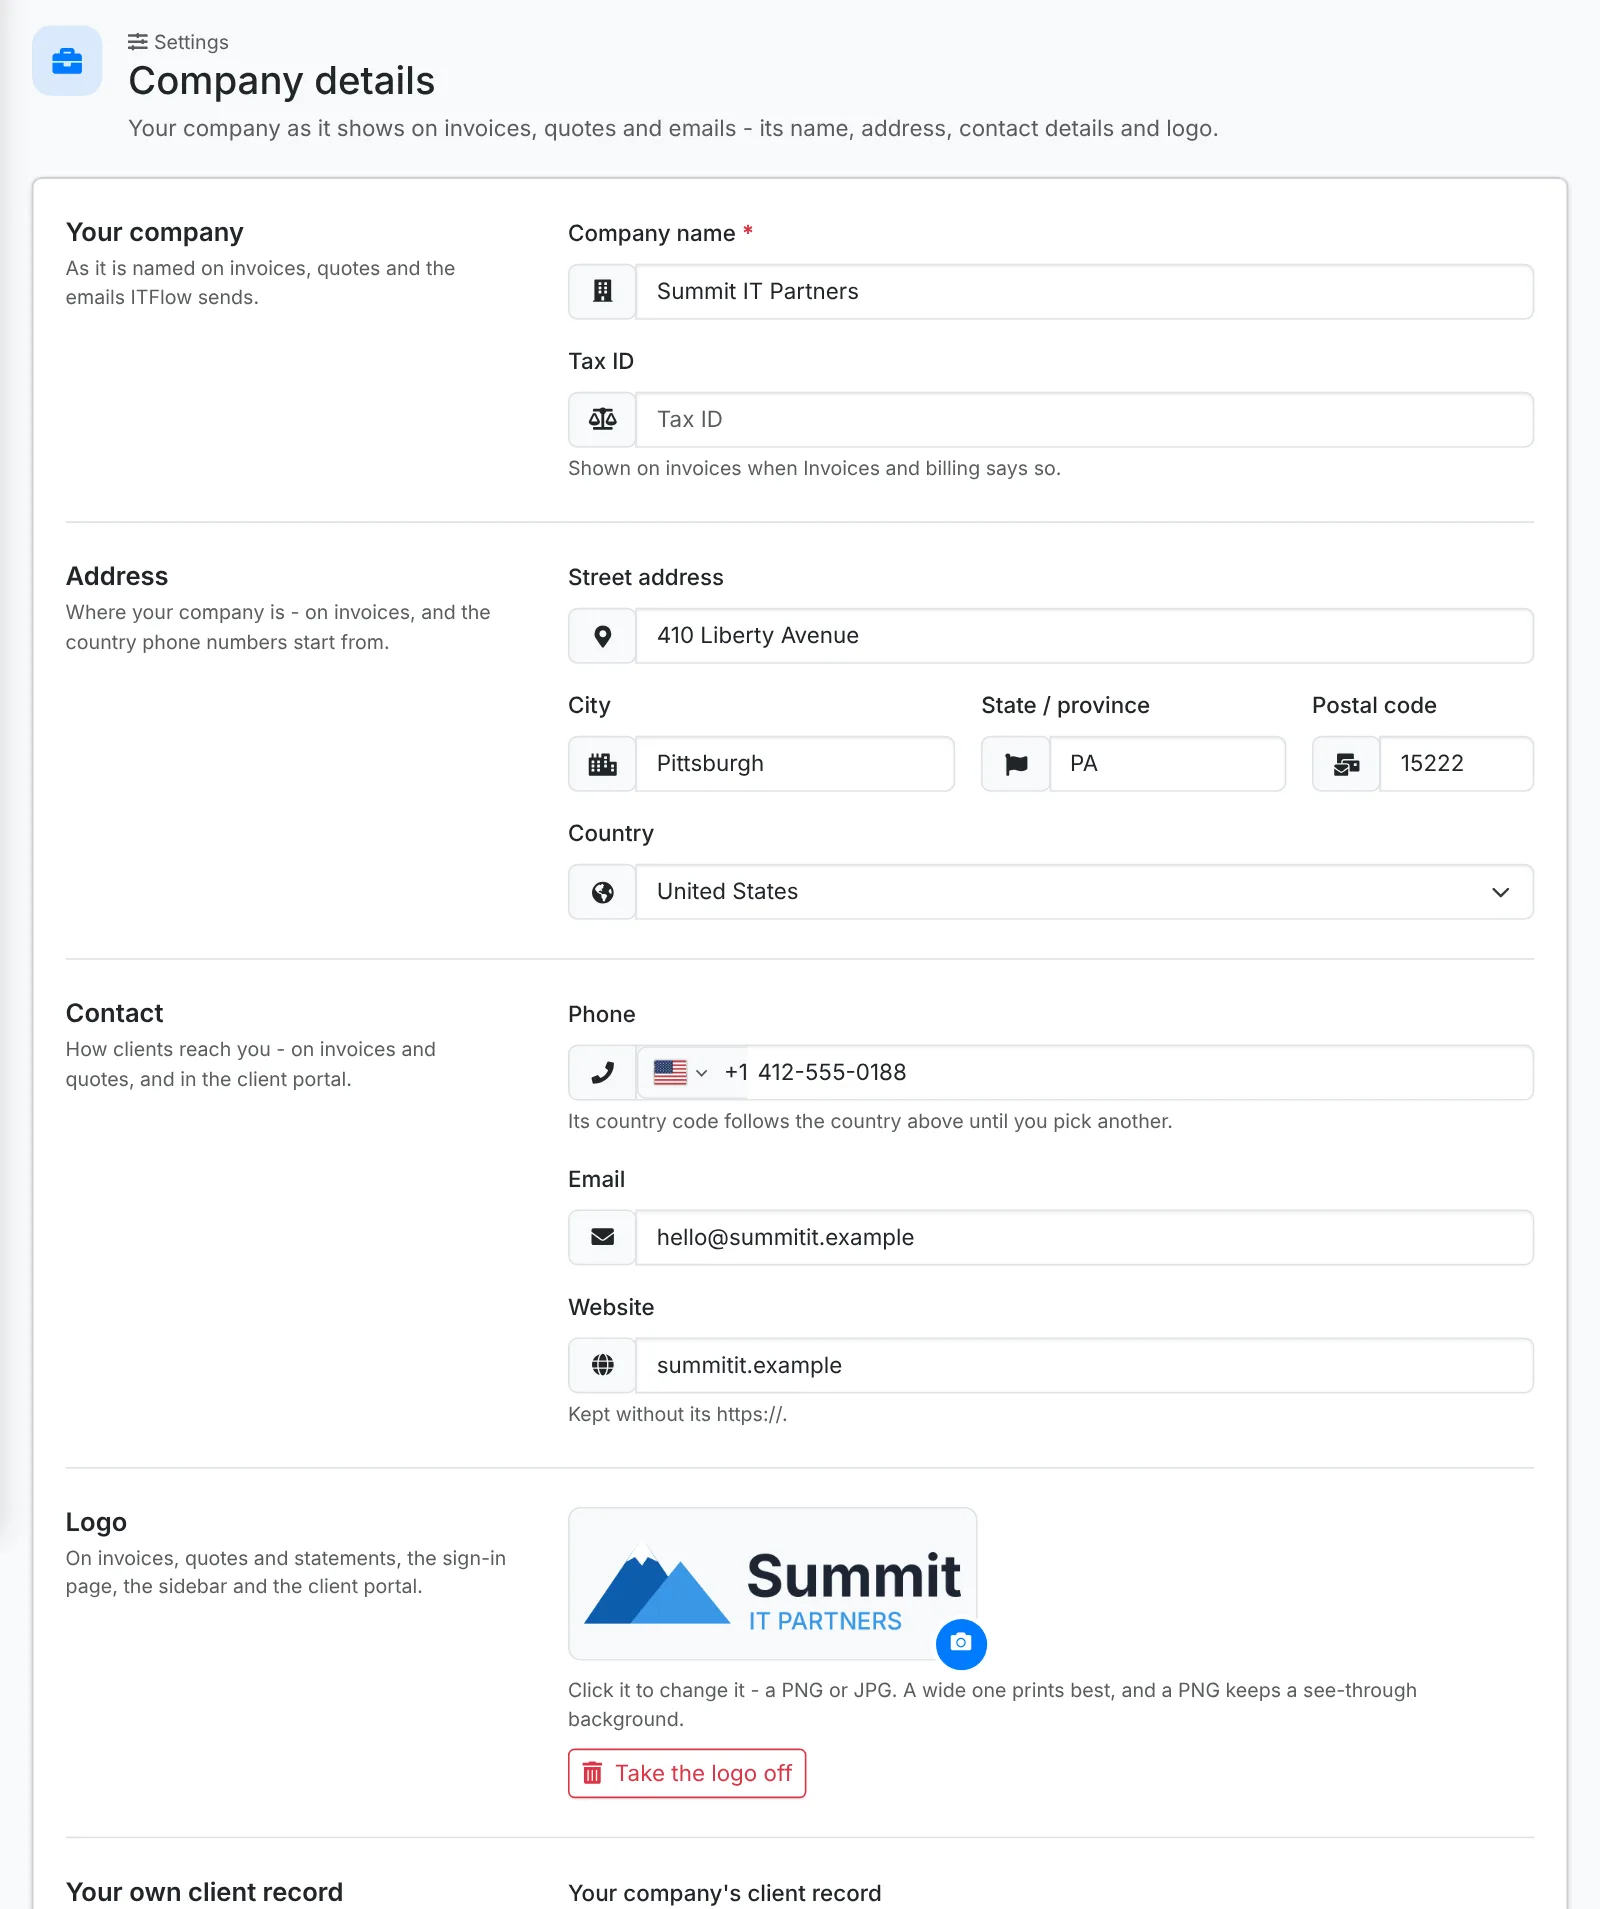 Settings
Company details
Your company as it shows on invoices, quotes and emails - its name, address, contact details and logo.
Your company
As it is named on invoices, quotes and the
emails ITFlow sends.
Company name *
Summit IT Partners
Tax ID
Tax ID
Shown on invoices when Invoices and billing says so.
Address
Where your company is - on invoices, and the
country phone numbers start from.
Street address
410 Liberty Avenue
City
State / province
Postal code
Pittsburgh
PA
15222
Country
United States
Contact
How clients reach you - on invoices and
quotes, and in the client portal.
Phone
+1 412-555-0188
Its country code follows the country above until you pick another.
Email
hello@summitit.example
Website
summitit.example
Kept without its https://.
Logo
On invoices, quotes and statements, the sign-in
page, the sidebar and the client portal.
Summit
IT PARTNERS
Click it to change it - a PNG or JPG. A wide one prints best, and a PNG keeps a see-through
background.
Take the logo off
Your own client record
Your company's client record